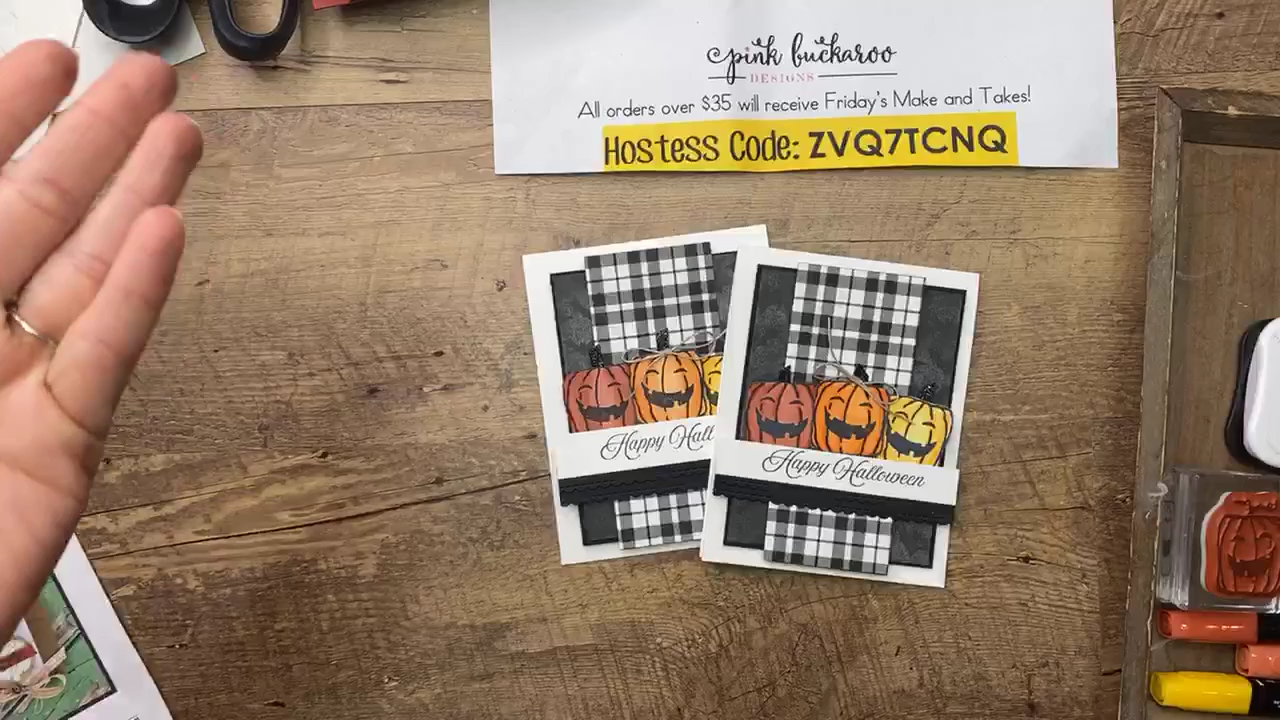 pink buckaroo
DESIGNS
All orders over $35 will receive Friday's Make and Takes!
Hostess Code: ZVQ7TCNQ
Happy Hall
Happy Halloween